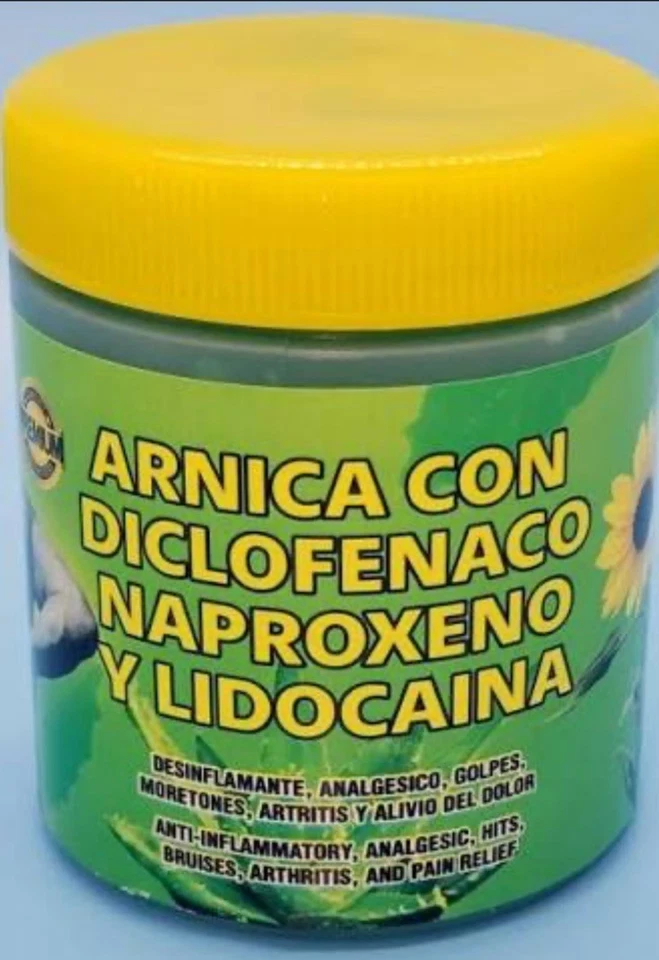 ARNICA CON
DICLOFENACO
NAPROXENO
Y LIDOCAINA
DESINFLAMANTE, ANALGESICO, GOLPES,
MORETONES, ARTRITIS Y ALIVIO DEL DOLOR
ANTI-INFLAMMATORY, ANALGESIC, HITS,
BRUISES, ARTHRITIS, AND PAIN RELIEF